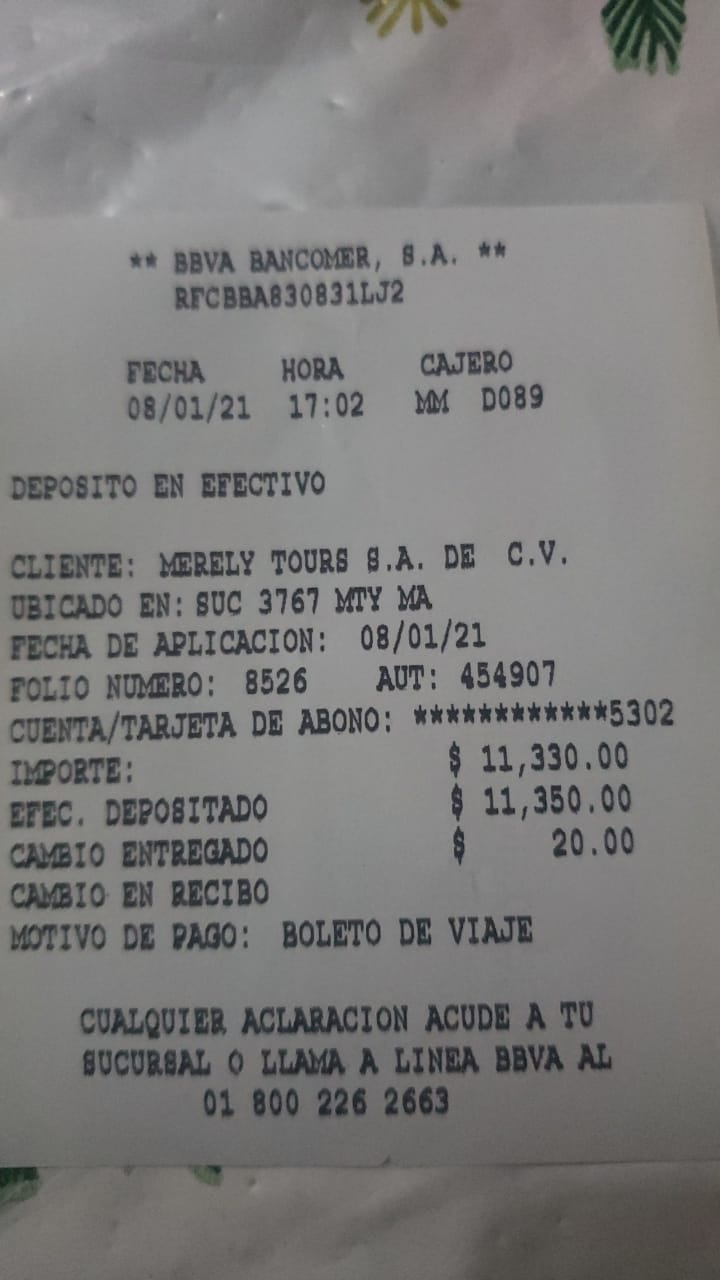 ** BBVA BANCOMER, S.A. **
RFCBBA830831LJ2
FECHA HORA CAJERO
08/01/21 17:02 MM D089
DEPOSITO EN EFECTIVO
CLIENTE: MERELY TOURS S.A. DE C.V.
UBICADO EN: SUC 3767 MTY MA
FECHA DE APLICACION: 08/01/21
FOLIO NUMERO: 8526 AUT: 454907
CUENTA/TARJETA DE ABONO: ************5302
IMPORTE: $ 11,330.00
EFEC. DEPOSITADO $ 11,350.00
CAMBIO ENTREGADO $ 20.00
CAMBIO EN RECIBO
MOTIVO DE PAGO: BOLETO DE VIAJE
CUALQUIER ACLARACION ACUDE A TU
SUCURSAL O LLAMA A LINEA BBVA AL
01 800 226 2663